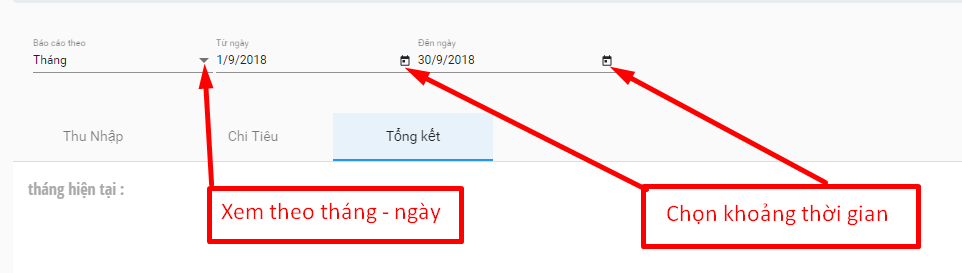 Báo cáo theo
Từ ngày
Đến ngày
Tháng
1/9/2018
30/9/2018
Thu Nhập
Chi Tiêu
Tổng kết
tháng hiện tại :
Xem theo tháng - ngày
Chọn khoảng thời gian